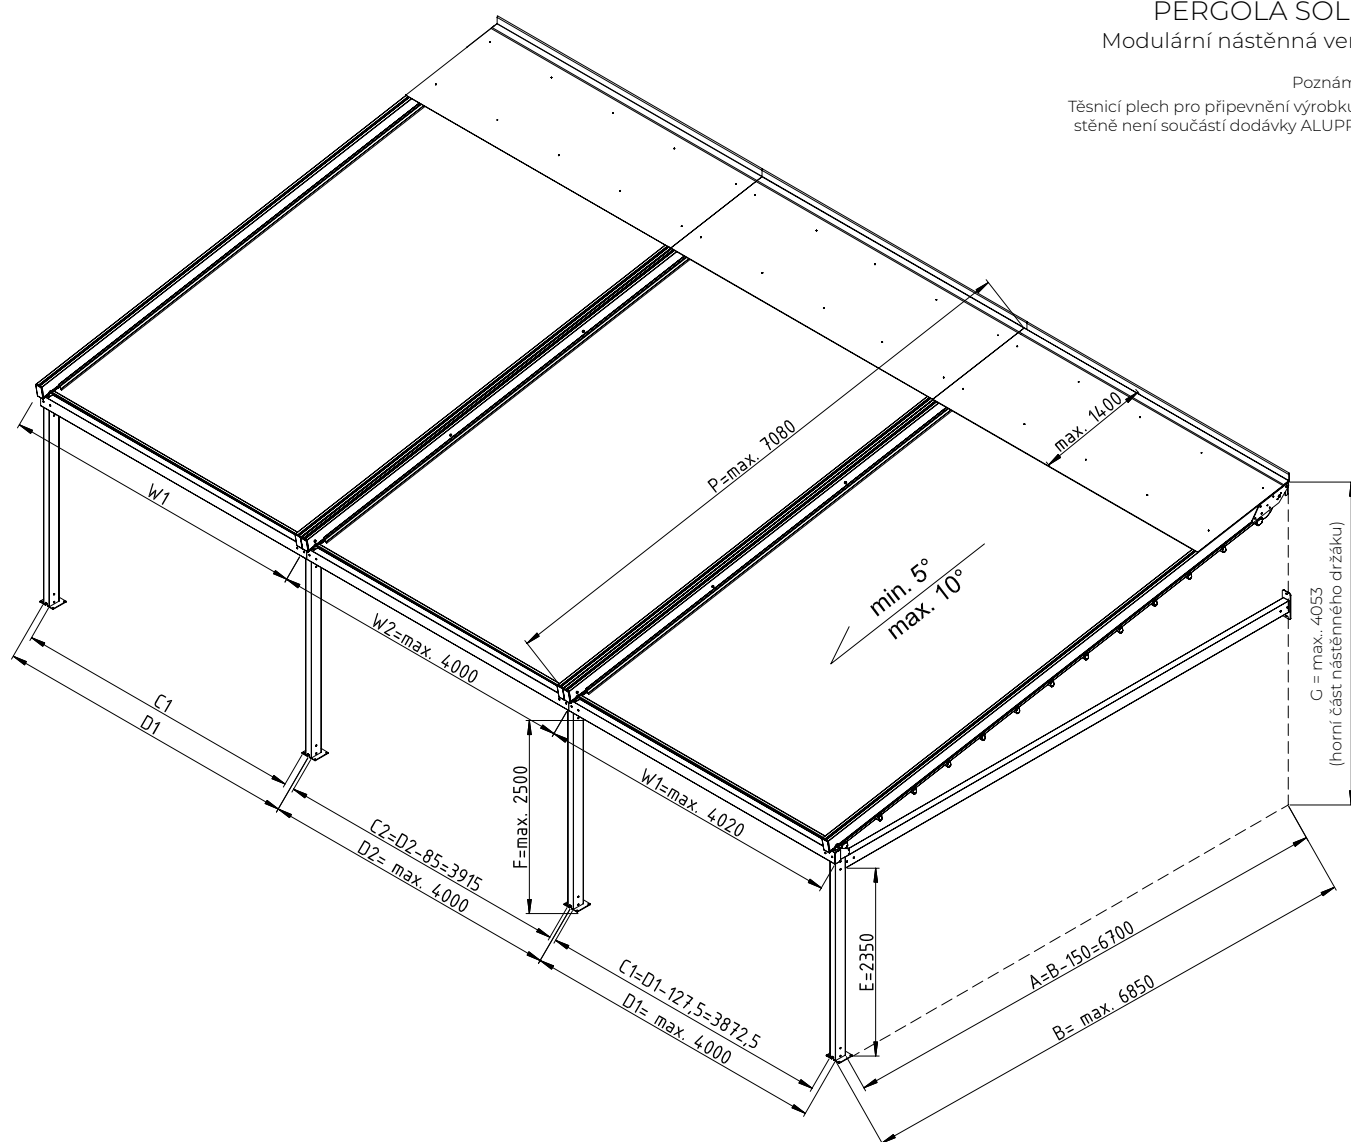 PERGOLA SOL
Modulární nástěnná ver
Poznám
Těsnicí plech pro připevnění výrobku
stěně není součástí dodávky ALUPR
max. 1400
P=max. 7080
W1
W2=max. 4000
min. 5°
max. 10°
G = max. 4053
(horní část nástěnného držáku)
C1
D1
F=max. 2500
W1=max. 4020
C2=D2-85=3915
D2= max. 4000
E=2350
A=B-150=6700
B= max. 6850
C1=D1-127,5=3872,5
D1= max. 4000